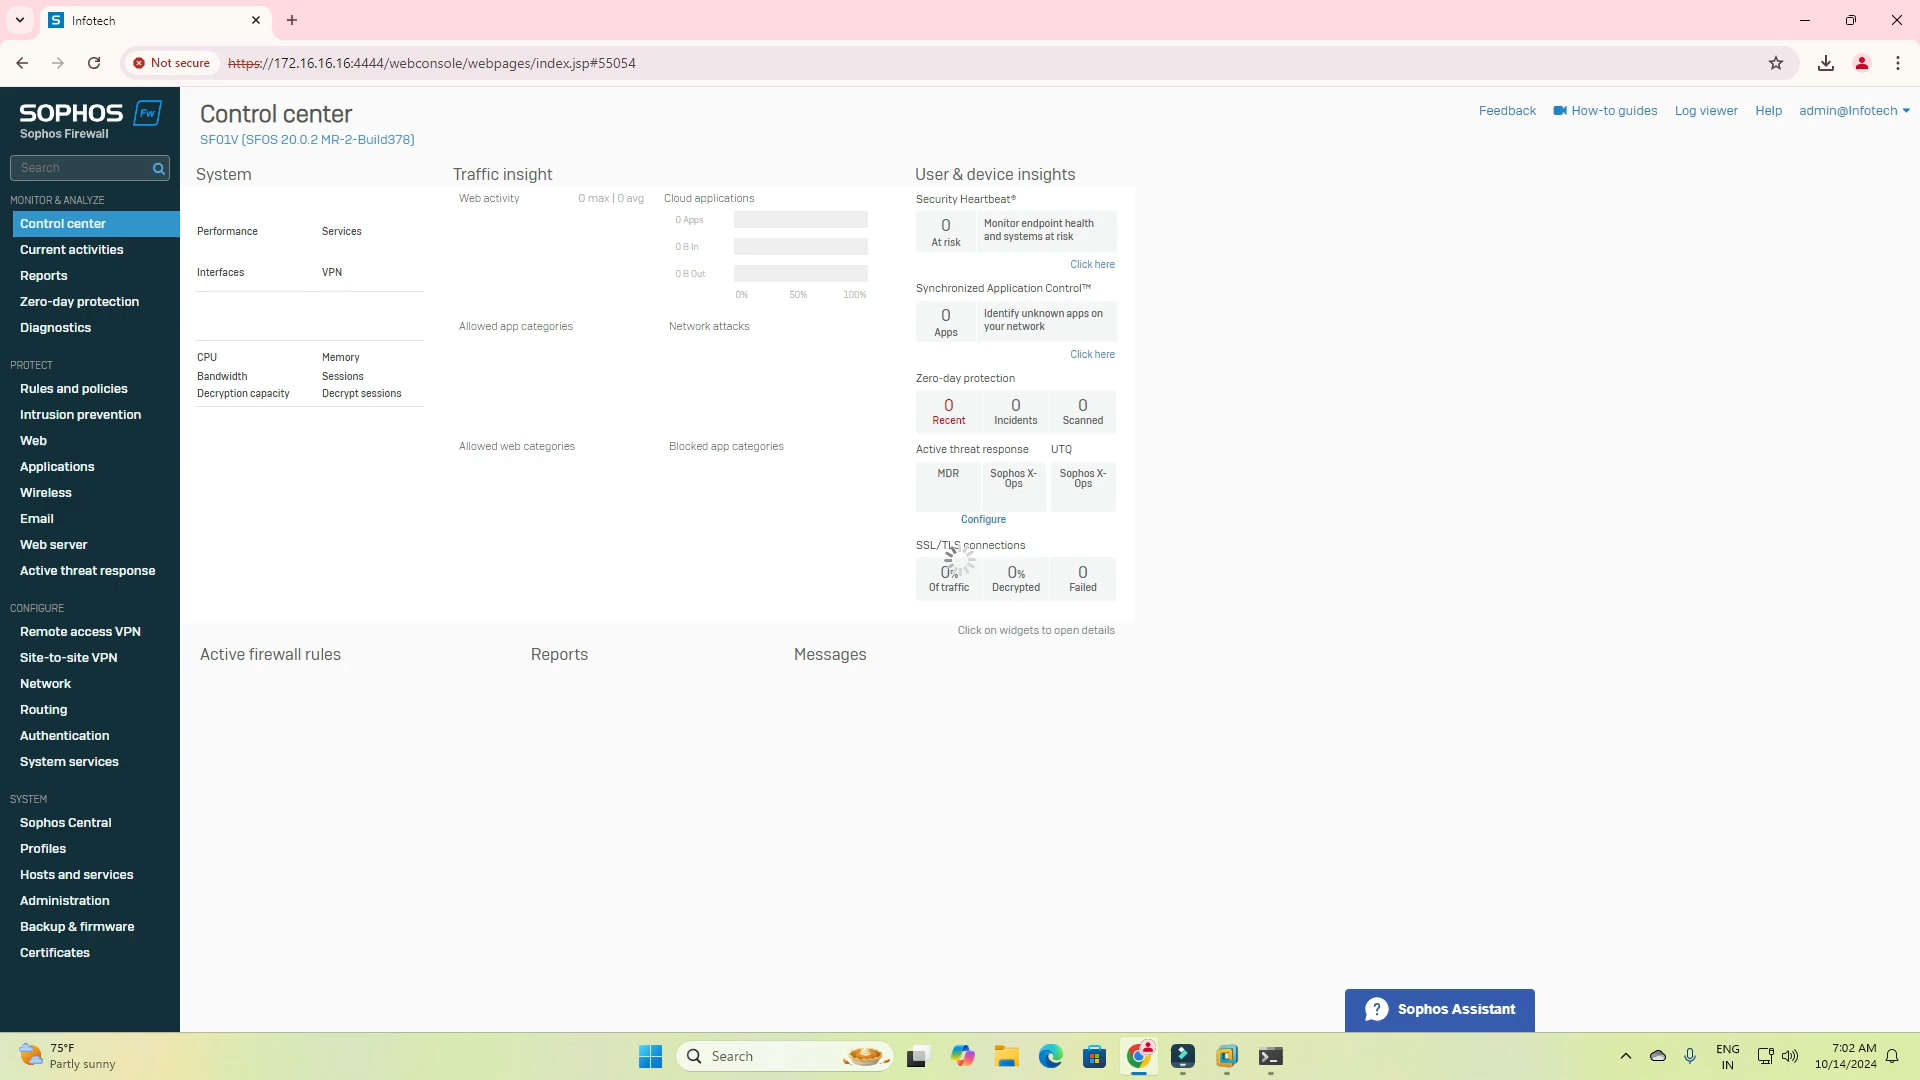 Infotech
Not secure
https://172.16.16.16:4444/webconsole/webpages/index.jsp#55054
SOPHOS Fw
Sophos Firewall
Search
MONITOR & ANALYZE
Control center
Current activities
Reports
Zero-day protection
Diagnostics
PROTECT
Rules and policies
Intrusion prevention
Web
Applications
Wireless
Email
Web server
Active threat response
CONFIGURE
Remote access VPN
Site-to-site VPN
Network
Routing
Authentication
System services
SYSTEM
Sophos Central
Profiles
Hosts and services
Administration
Backup & firmware
Certificates
Control center
SF01V (SFOS 20.0.2 MR-2-Build378)
Feedback How-to guides Log viewer Help admin@Infotech
System
Performance Services
Interfaces VPN
CPU Memory
Bandwidth Sessions
Decryption capacity Decrypt sessions
Traffic insight
Web activity 0 max | 0 avg
Cloud applications
0 Apps
0 B In
0 B Out
0% 50% 100%
Allowed app categories Network attacks
Allowed web categories Blocked app categories
User & device insights
Security Heartbeat®
0
At risk
Monitor endpoint health
and systems at risk
Click here
Synchronized Application Control™
0
Apps
Identify unknown apps on
your network
Click here
Zero-day protection
0 0 0
Recent Incidents Scanned
Active threat response UTQ
MDR Sophos X-
Ops
Sophos X-
Ops
Configure
SSL/TLS connections
0% 0% 0
Of traffic Decrypted Failed
Click on widgets to open details
Active firewall rules Reports Messages
? Sophos Assistant
75°F
Partly sunny
Search
ENG
IN
7:02 AM
10/14/2024